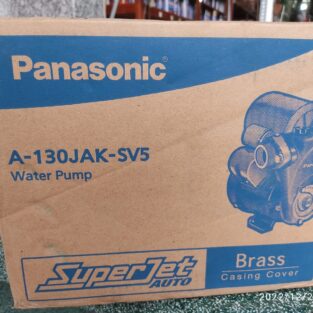 Panasonic
A-130JAK-SV5
Water Pump
SuperJet
AUTO
Brass
Casing Cover